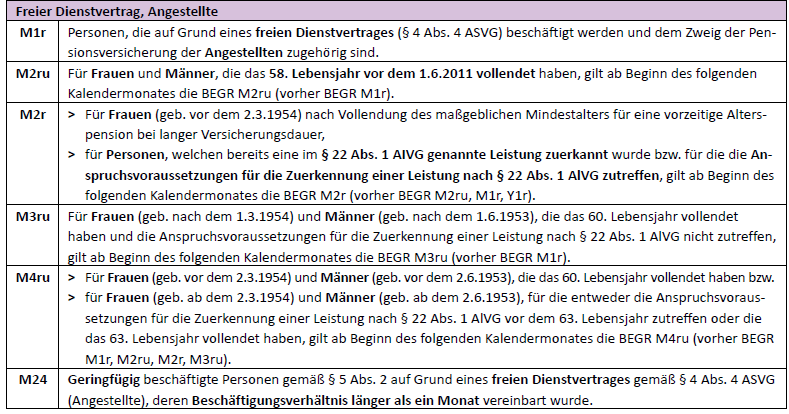 Freier Dienstvertrag, Angestellte
M1r Personen, die auf Grund eines freien Dienstvertrages (§ 4 Abs. 4 ASVG) beschäftigt werden und dem Zweig der Pen-
sionsversicherung der Angestellten zugehörig sind.
M2ru Für Frauen und Männer, die das 58. Lebensjahr vor dem 1.6.2011 vollendet haben, gilt ab Beginn des folgenden
Kalendermonates die BEGR M2ru (vorher BEGR M1r).
M2r > Für Frauen (geb. vor dem 2.3.1954) nach Vollendung des maßgeblichen Mindestalters für eine vorzeitige Alters-
pension bei langer Versicherungsdauer,
> für Personen, welchen bereits eine im § 22 Abs. 1 AlVG genannte Leistung zuerkannt wurde bzw. für die die An-
spruchsvoraussetzungen für die Zuerkennung einer Leistung nach § 22 Abs. 1 AlVG zutreffen, gilt ab Beginn des
folgenden Kalendermonates die BEGR M2r (vorher BEGR M2ru, M1r, Y1r).
M3ru Für Frauen (geb. nach dem 1.3.1954) und Männer (geb. nach dem 1.6.1953), die das 60. Lebensjahr vollendet
haben und die Anspruchsvoraussetzungen für die Zuerkennung einer Leistung nach § 22 Abs. 1 AlVG nicht zutreffen,
gilt ab Beginn des folgenden Kalendermonates die BEGR M3ru (vorher BEGR M1r).
M4ru > Für Frauen (geb. vor dem 2.3.1954) und Männer (geb. vor dem 2.6.1953), die das 60. Lebensjahr vollendet haben bzw.
> für Frauen (geb. ab dem 2.3.1954) und Männer (geb. ab dem 2.6.1953), für die entweder die Anspruchsvoraus-
setzungen für die Zuerkennung einer Leistung nach § 22 Abs. 1 AlVG vor dem 63. Lebensjahr zutreffen oder die
das 63. Lebensjahr vollendet haben, gilt ab Beginn des folgenden Kalendermonates die BEGR M4ru (vorher BEGR
M1r, M2ru, M2r, M3ru).
M24 Geringfügig beschäftigte Personen gemäß § 5 Abs. 2 auf Grund eines freien Dienstvertrages gemäß § 4 Abs. 4 ASVG
(Angestellte), deren Beschäftigungsverhältnis länger als ein Monat vereinbart wurde.